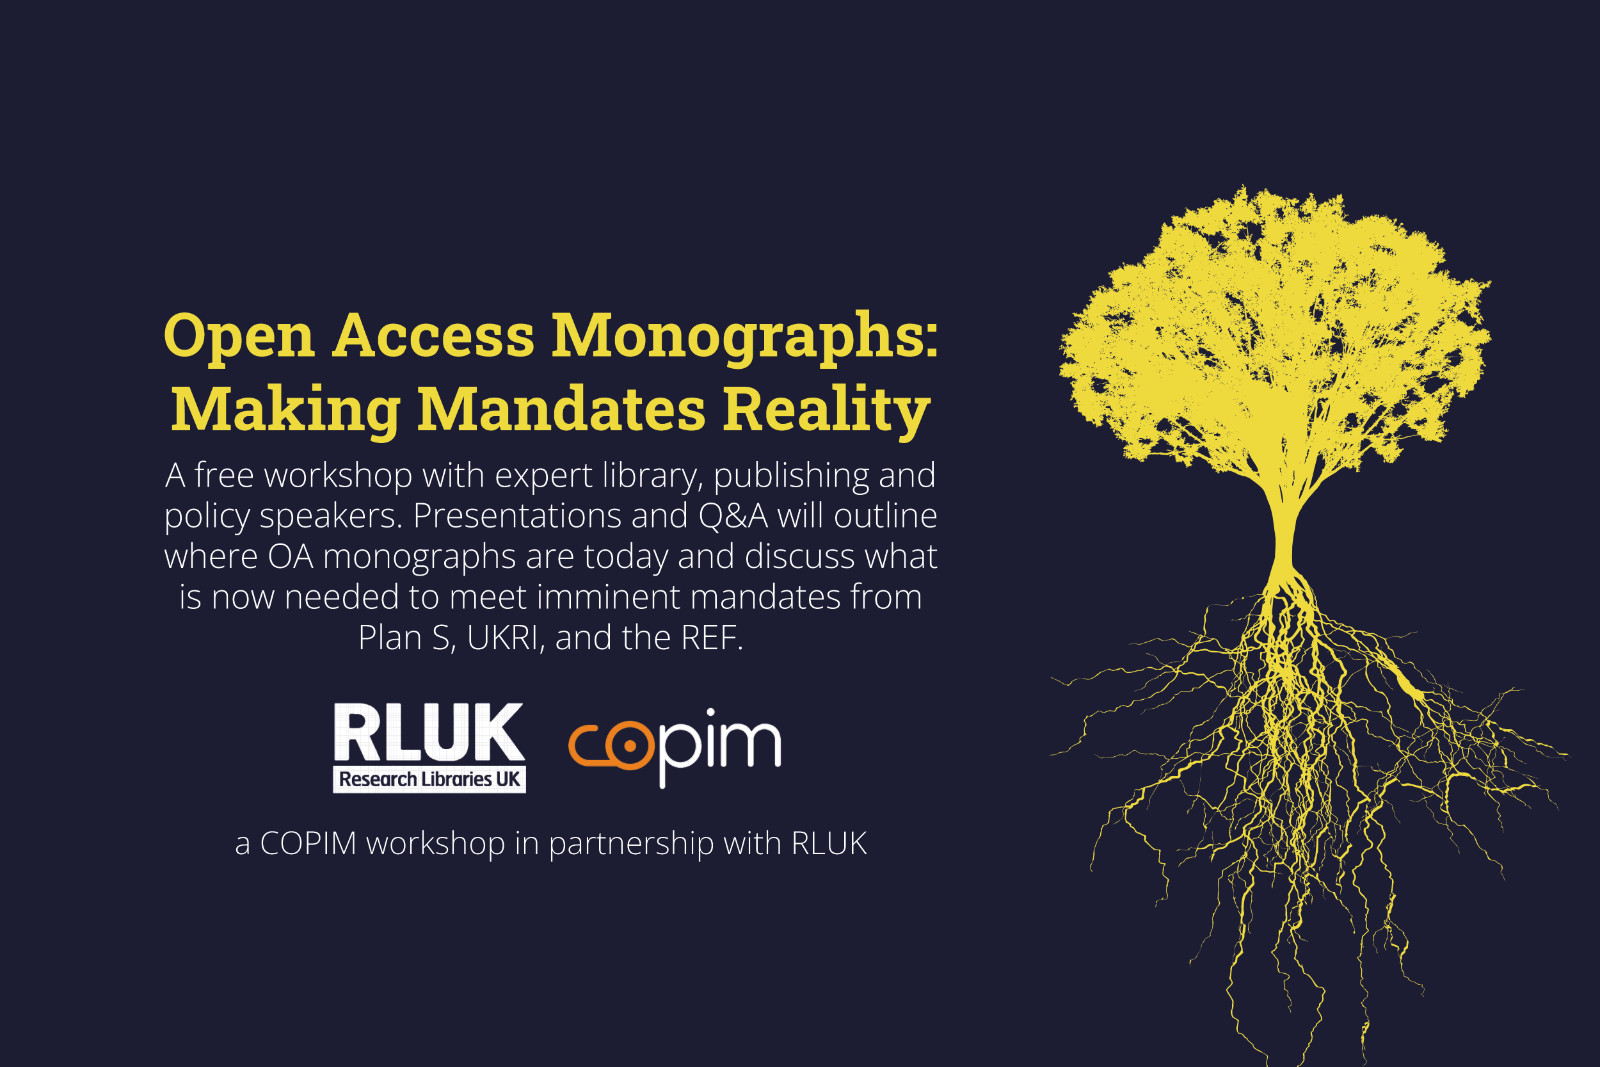 Open Access Monographs:
Making Mandates Reality
A free workshop with expert library, publishing and
policy speakers. Presentations and Q&A will outline
where OA monographs are today and discuss what
is now needed to meet imminent mandates from
Plan S, UKRI, and the REF.
RLUK
Research Libraries UK
copim
a COPIM workshop in partnership with RLUK